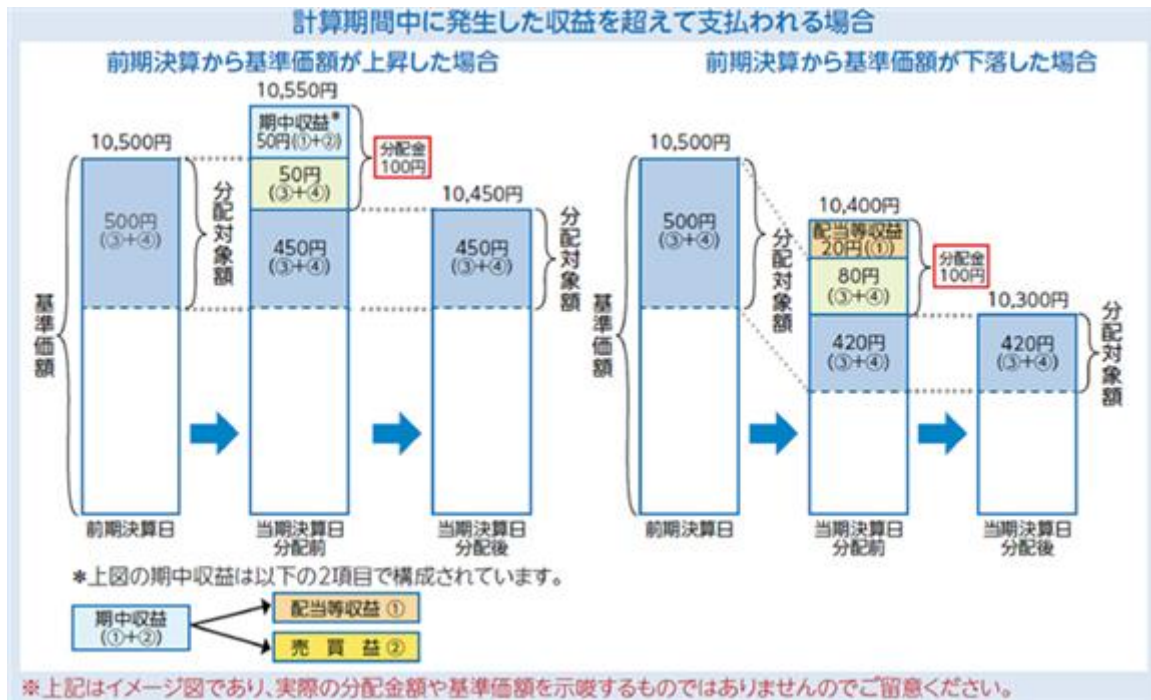 計算期間中に発生した収益を超えて支払われる場合
前期決算から基準価額が上昇した場合
10,550円
期中収益*
50円(①+②)
分配金
100円
10,500円
50円
(③+④)
10,450円
500円
(③+④)
分配対象額
450円
(③+④)
450円
(③+④)
分配対象額
基準価額
前期決算日
当期決算日
分配前
当期決算日
分配後
前期決算から基準価額が下落した場合
10,500円
10,400円
配当等収益
20円(①)
分配金
100円
500円
(③+④)
分配対象額
80円
(③+④)
10,300円
420円
(③+④)
420円
(③+④)
分配対象額
基準価額
前期決算日
当期決算日
分配前
当期決算日
分配後
*上図の期中収益は以下の2項目で構成されています。
期中収益
(①+②)
配当等収益 ①
売 買 益 ②
※上記はイメージ図であり、実際の分配金額や基準価額を示唆するものではありませんのでご留意ください。